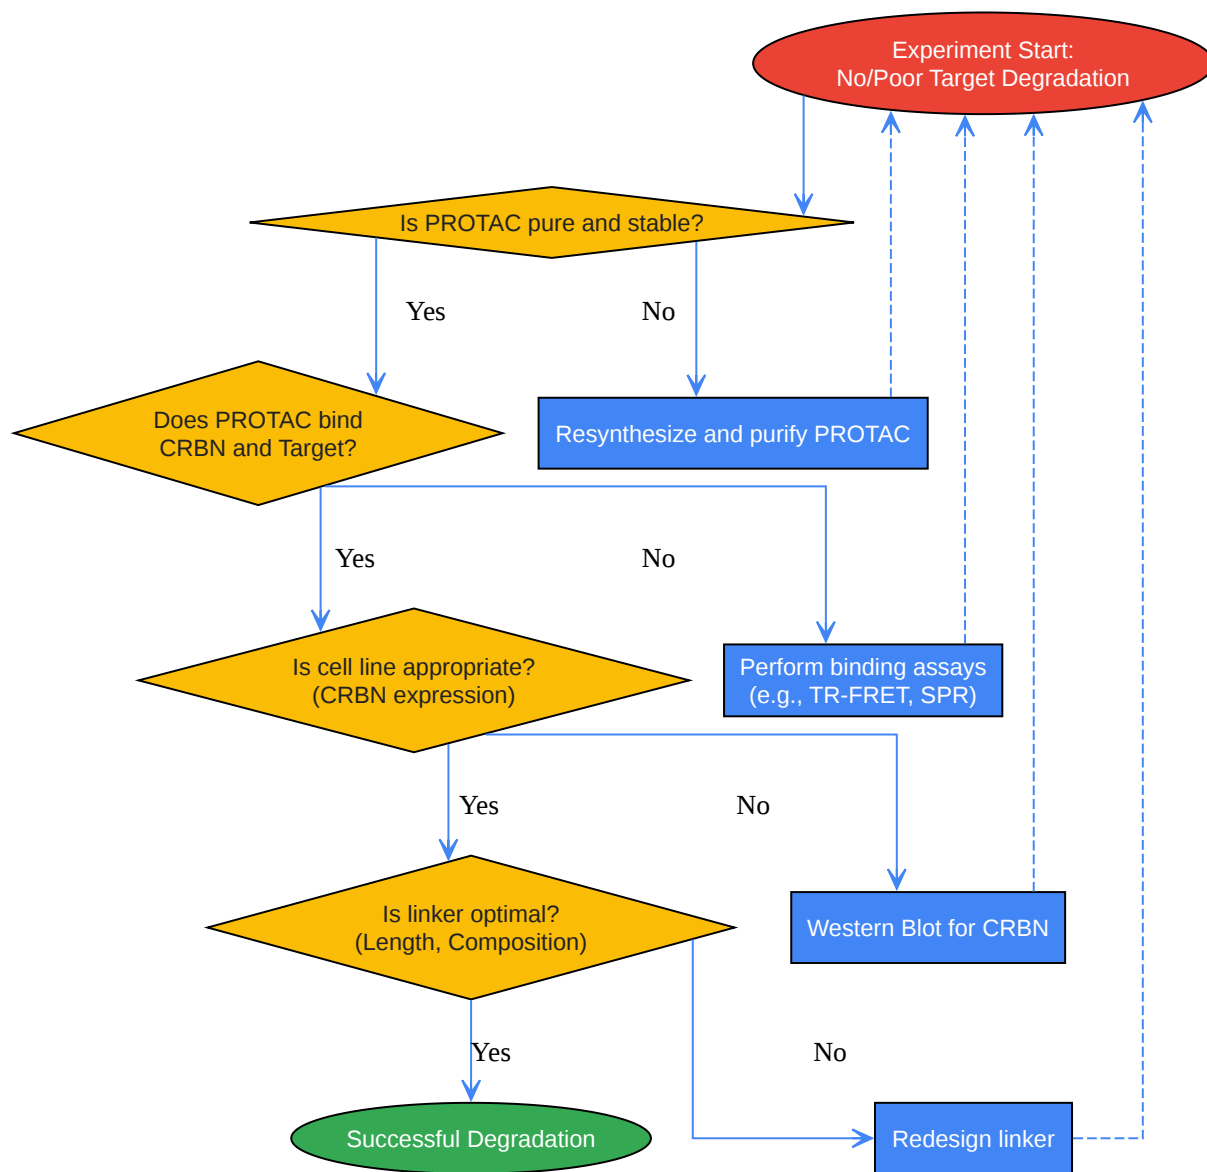 Experiment Start:
No/Poor Target Degradation
Is PROTAC pure and stable?
Yes
No
Does PROTAC bind
CRBN and Target?
Resynthesize and purify PROTAC
Yes
No
Is cell line appropriate?
(CRBN expression)
Perform binding assays
(e.g., TR-FRET, SPR)
Yes
No
Is linker optimal?
(Length, Composition)
Western Blot for CRBN
Yes
No
Successful Degradation
Redesign linker